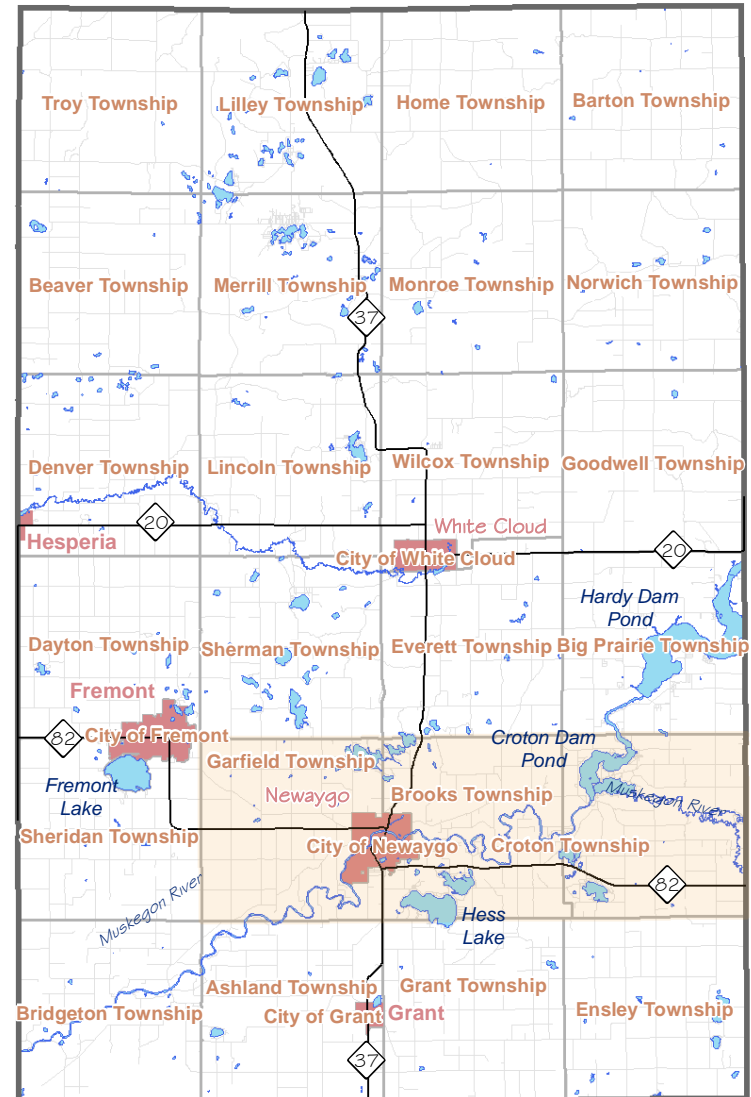 Troy Township
Lilley Township
Home Township
Barton Township
Beaver Township
Merrill Township
Monroe Township
Norwich Township
37
Denver Township
Lincoln Township
Wilcox Township
Goodwell Township
20
White Cloud
Hesperia
City of White Cloud
20
Hardy Dam
Pond
Dayton Township
Sherman Township
Everett Township
Big Prairie Township
Fremont
82
City of Fremont
Croton Dam
Pond
Garfield Township
Fremont
Lake
Newaygo
Brooks Township
Muskegon River
Sheridan Township
City of Newaygo
Croton Township
82
Muskegon River
Hess
Lake
Ashland Township
Grant Township
Bridgeton Township
City of Grant
Grant
Ensley Township
37